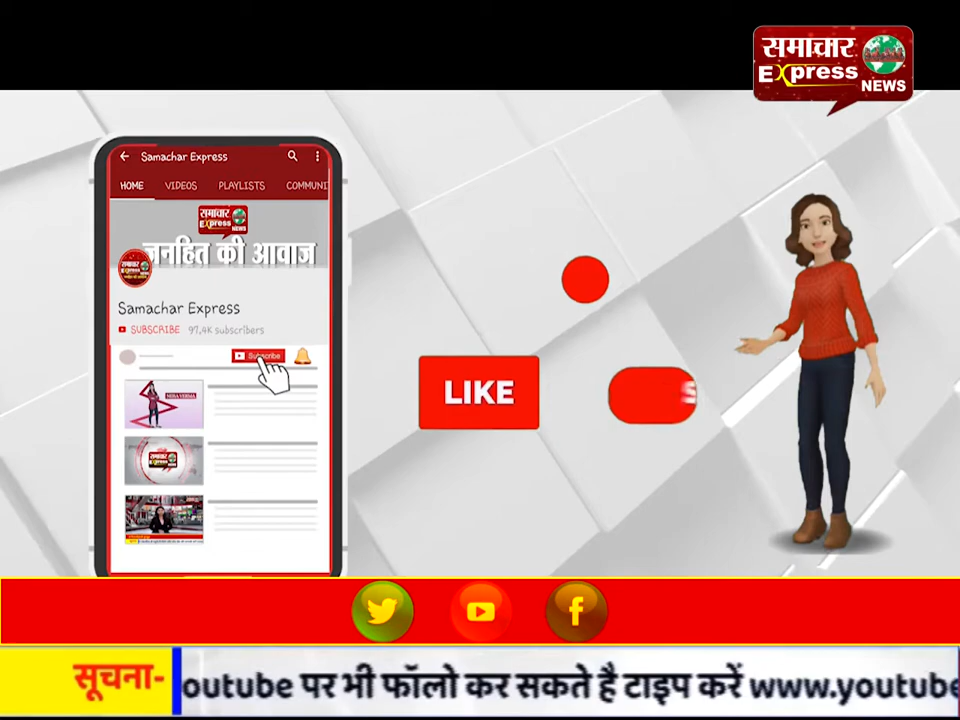 समाचार
Express
NEWS
Samachar Express
HOME VIDEOS PLAYLISTS COMMUNI
समाचार
Express
NEWS
जनहित की आवाज
Samachar Express
SUBSCRIBE 97.4K subscribers
Subscribe
LIKE
S
सूचना- outube पर भी फॉलो कर सकते है टाइप करें www.youtube